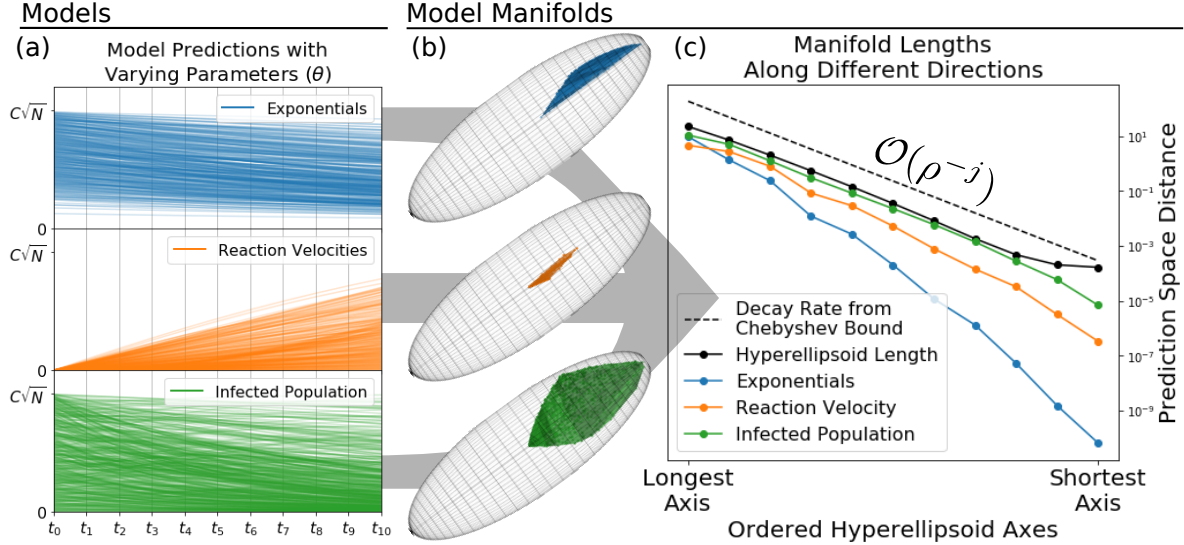 Models
Model Manifolds
(a)
Model Predictions with
Varying Parameters (θ)
C√N
Exponentials
0
C√N
Reaction Velocities
0
C√N
Infected Population
0
t₀ t₁ t₂ t₃ t₄ t₅ t₆ t₇ t₈ t₉ t₁₀
(b)
(c)
Manifold Lengths
Along Different Directions
𝒪(ρ⁻ʲ)
10¹
10⁻¹
10⁻³
10⁻⁵
10⁻⁷
10⁻⁹
Prediction Space Distance
Decay Rate from
Chebyshev Bound
Hyperellipsoid Length
Exponentials
Reaction Velocity
Infected Population
Longest
Axis
Shortest
Axis
Ordered Hyperellipsoid Axes